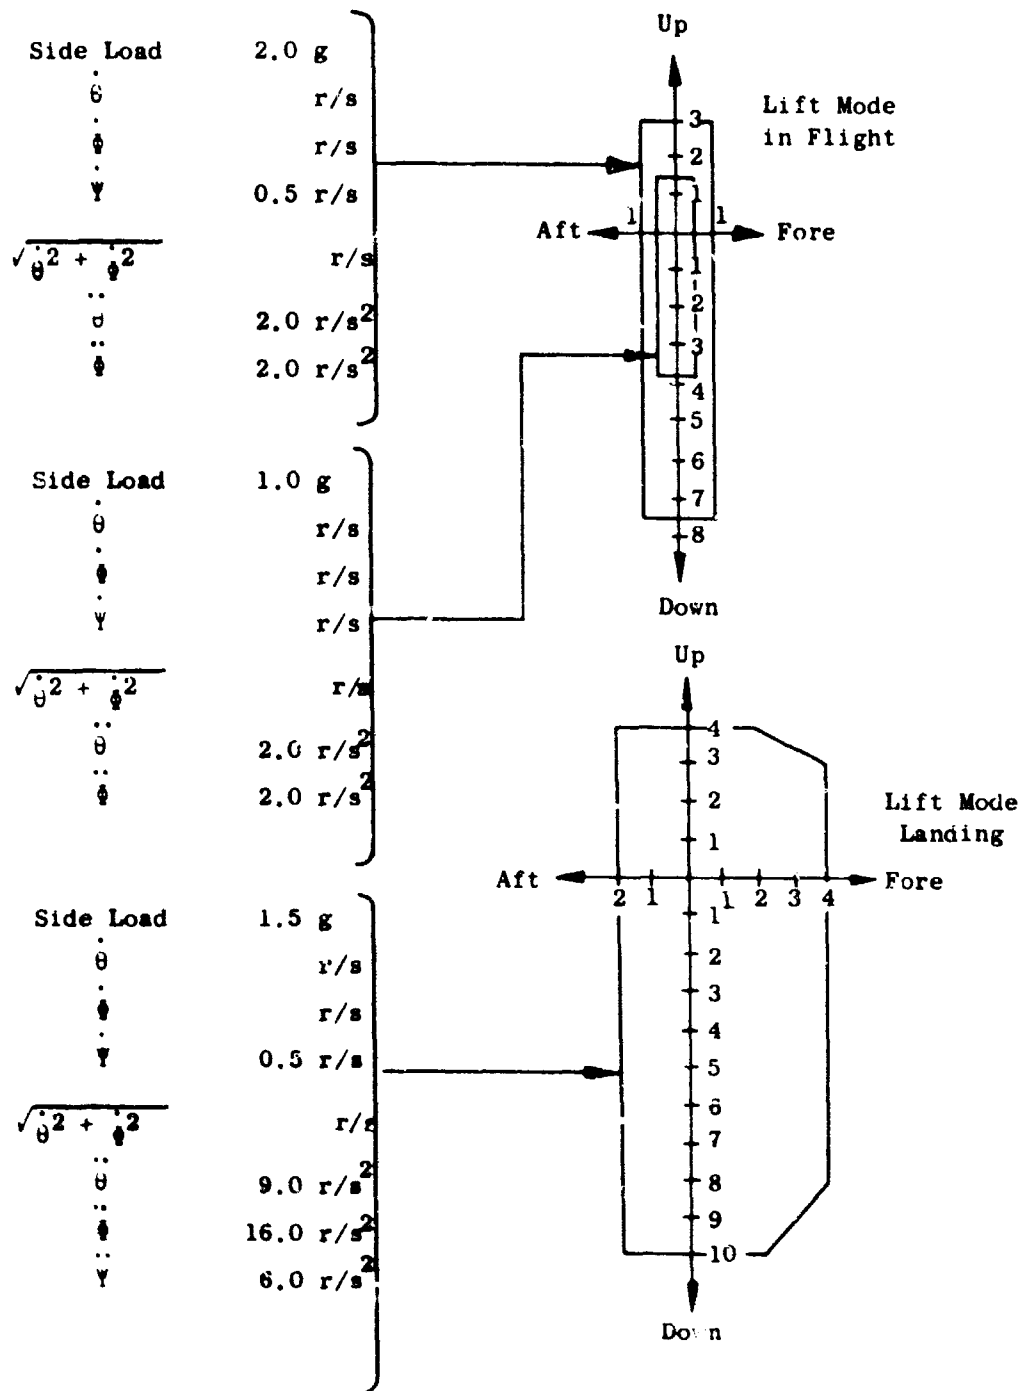 Side Load 2.0 g
θ̇ r/s
Φ̇ r/s
Ψ̇ 0.5 r/s
√θ̇2 + Φ̇2 r/s
2.0 r/s2
Φ̈ 2.0 r/s2
Side Load 1.0 g
θ̇ r/s
Φ̇ r/s
Ψ̇ r/s
√θ̇2 + Φ̇2 r/s
θ̈ 2.0 r/s2
Φ̈ 2.0 r/s2
Side Load 1.5 g
θ̇ r/s
Φ̇ r/s
Ψ̇ 0.5 r/s
√θ̇2 + Φ̇2 r/s
θ̈ 9.0 r/s2
Φ̈ 16.0 r/s2
Ψ̈ 6.0 r/s2
Up
Lift Mode
in Flight
3
2
1
Aft 1 1 Fore
1
2
3
4
5
6
7
8
Down
Up
4
3
2
1
Lift Mode
Landing
Aft Fore
2 1 1 2 3 4
1
2
3
4
5
6
7
8
9
10